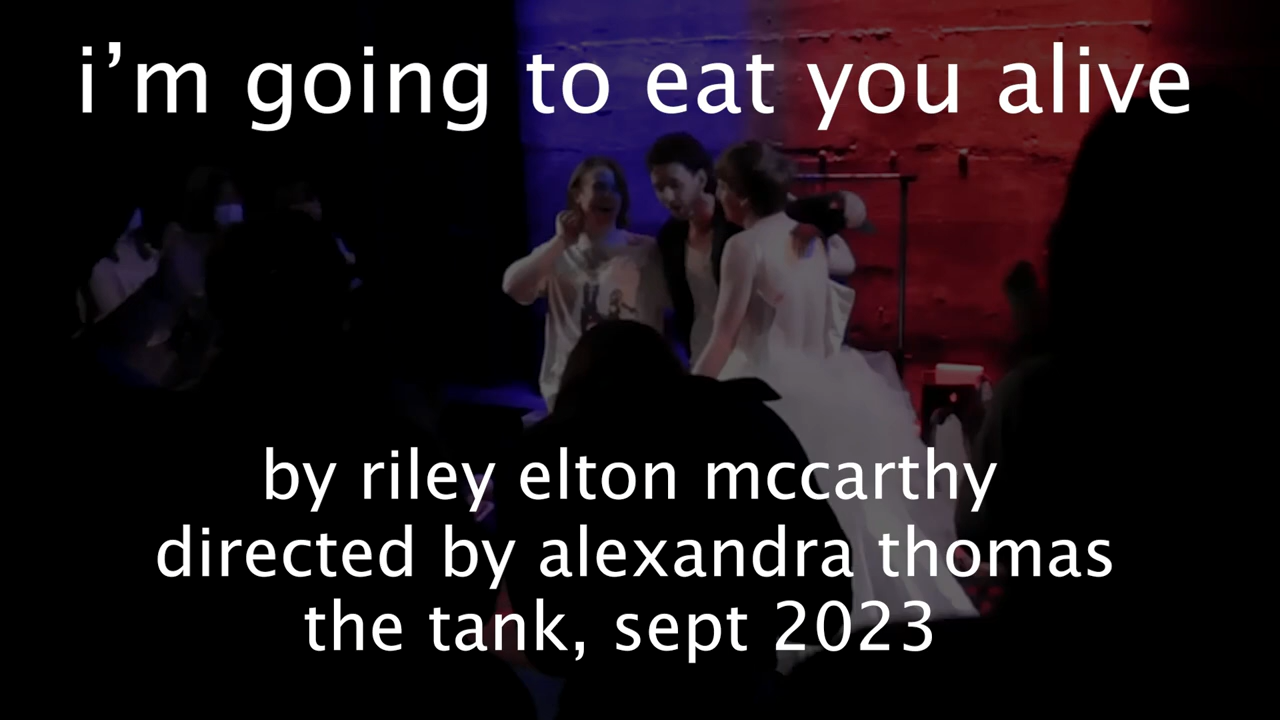 i’m going to eat you alive
by riley elton mccarthy
directed by alexandra thomas
the tank, sept 2023